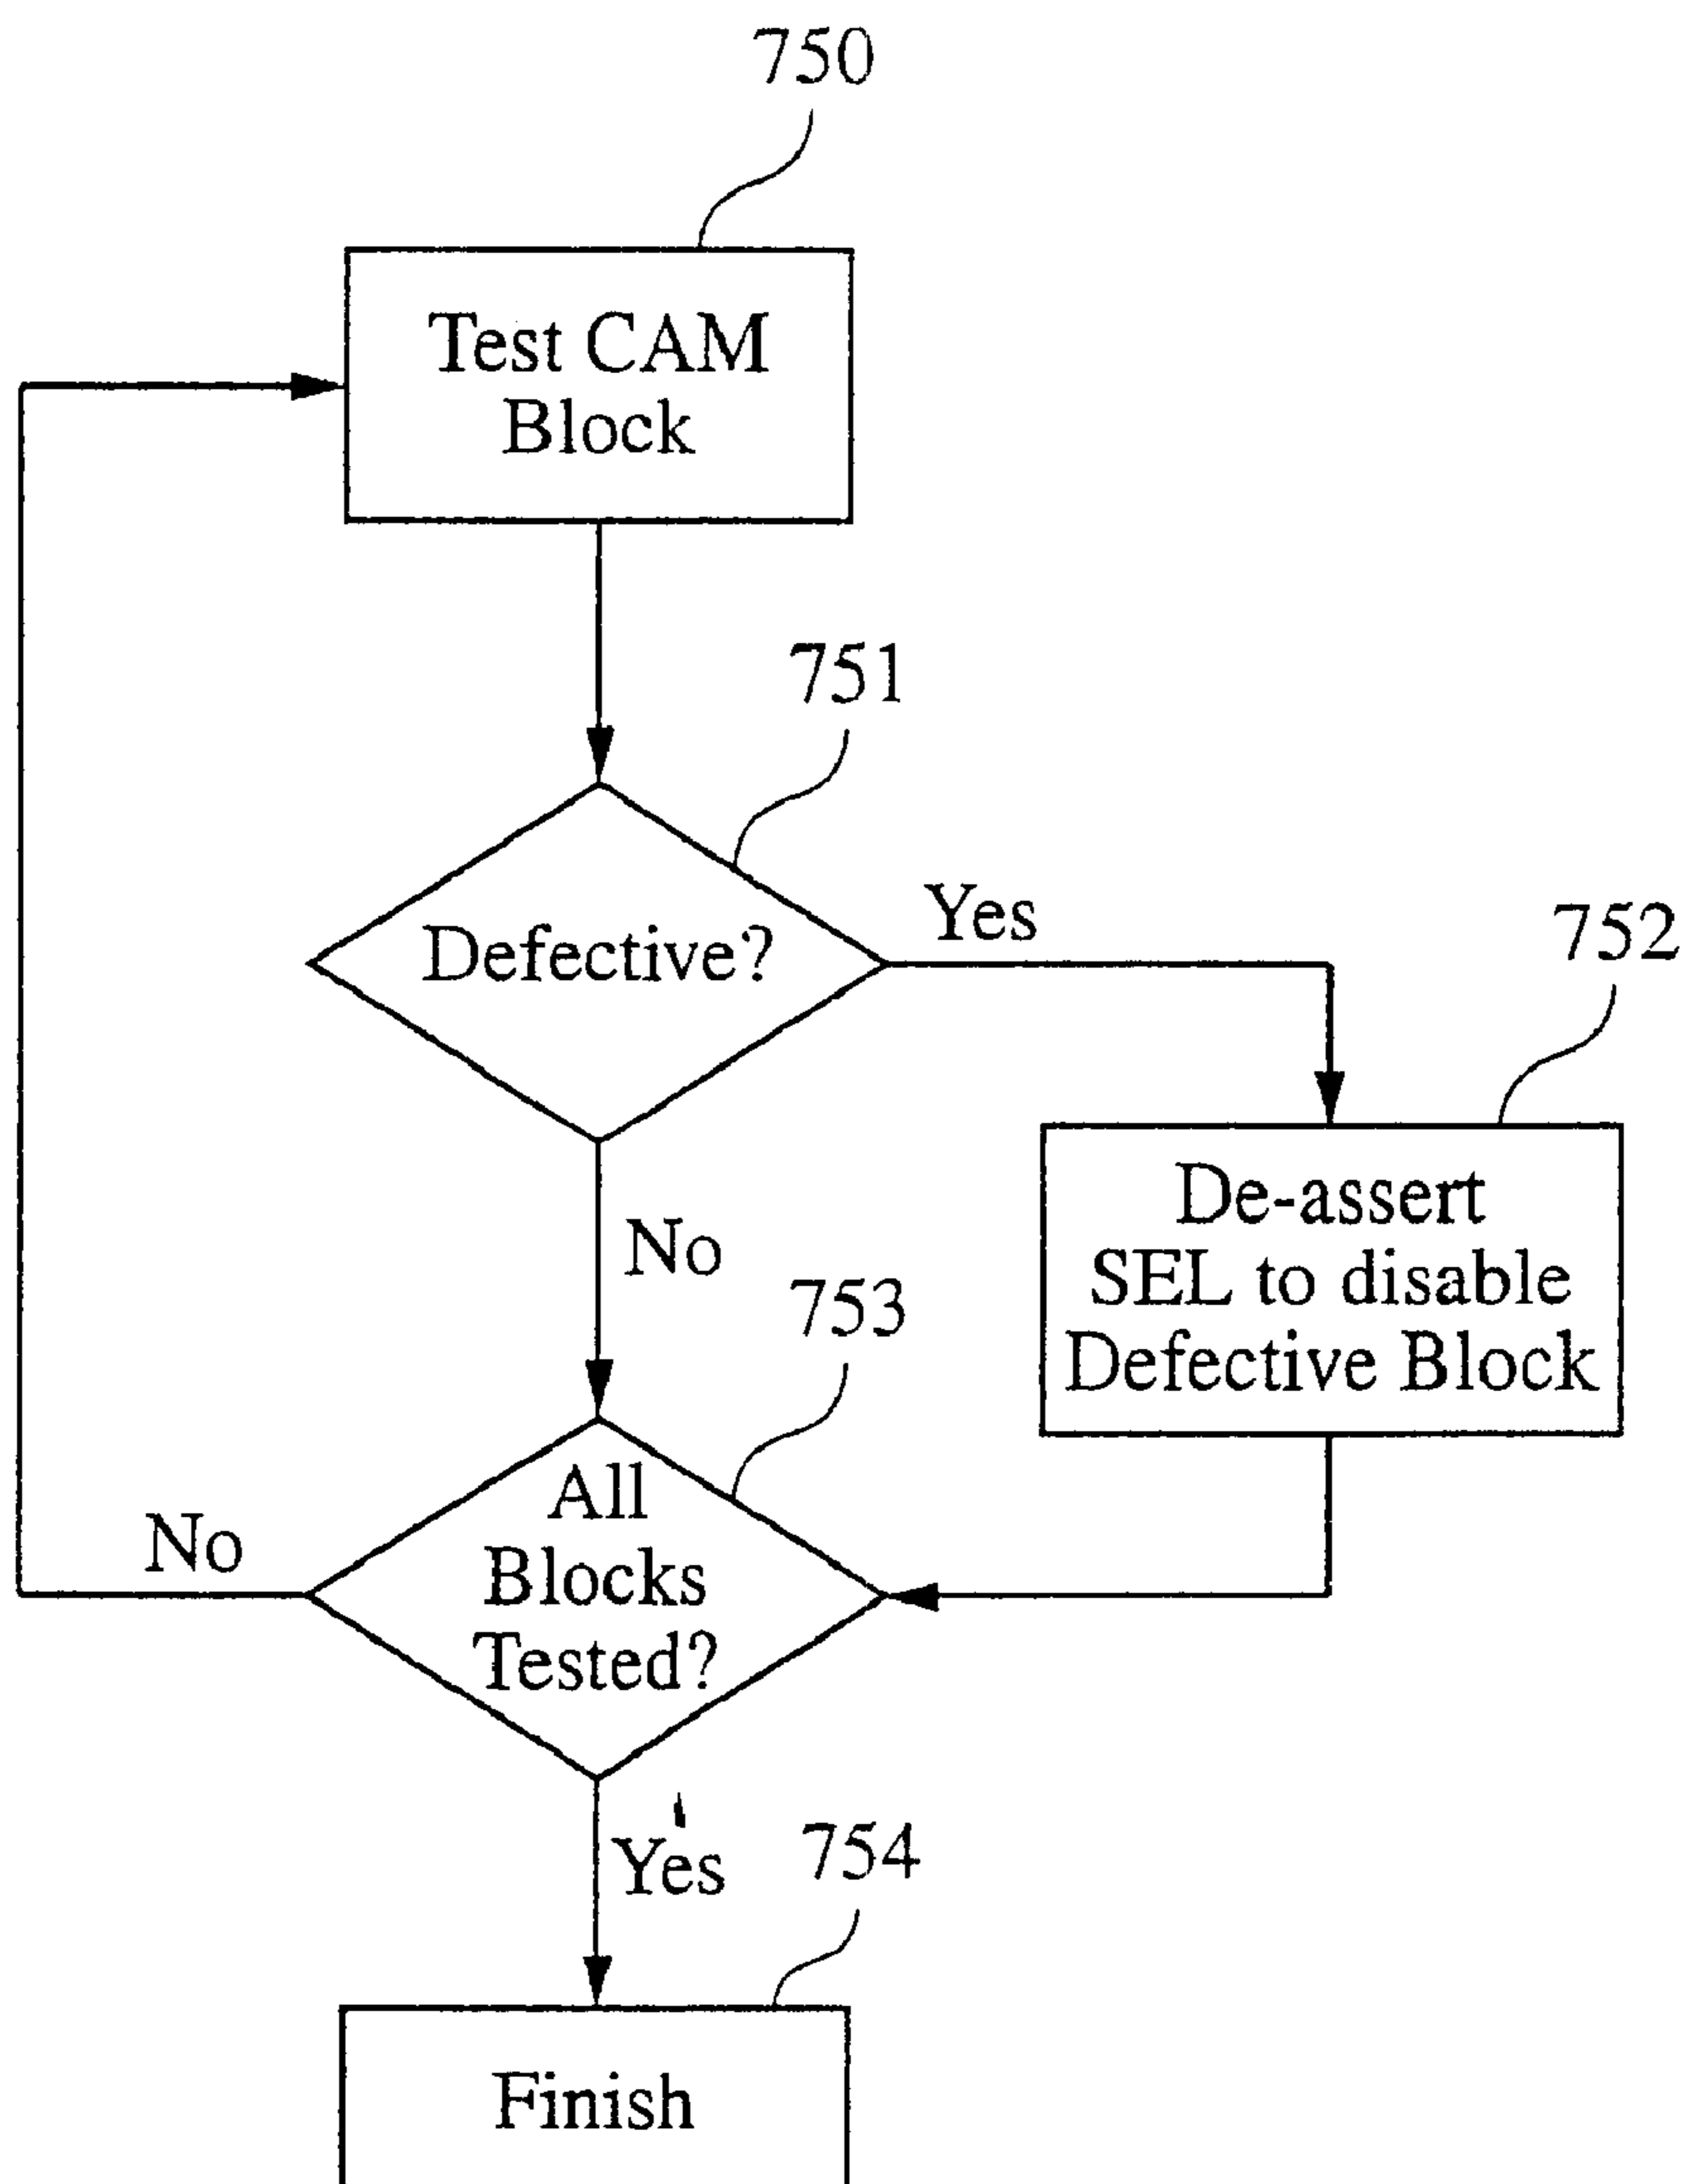 750
Test CAM
Block
751
Defective?
Yes
752
De-assert
SEL to disable
Defective Block
No
753
All
Blocks
Tested?
No
Yes
754
Finish